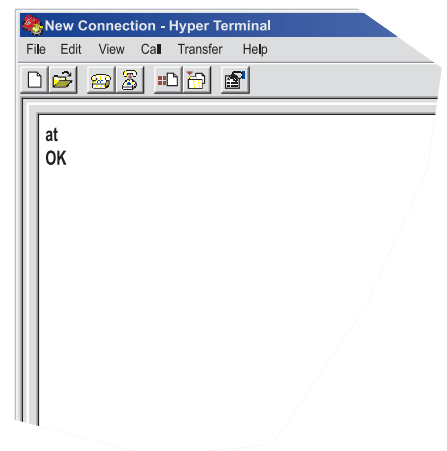 New Connection - Hyper Terminal
File Edit View Call Transfer Help
at
OK